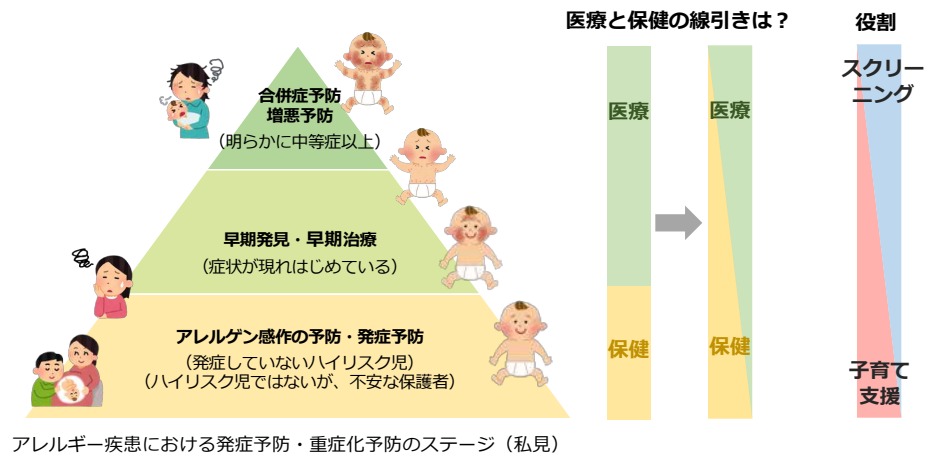 医療と保健の線引きは？
役割
合併症予防
増悪予防
（明らかに中等症以上）
早期発見・早期治療
（症状が現れはじめている）
アレルゲン感作の予防・発症予防
（発症していないハイリスク児）
（ハイリスク児ではないが、不安な保護者）
医療
保健
医療
保健
スクリー
ニング
子育て
支援
アレルギー疾患における発症予防・重症化予防のステージ（私見）